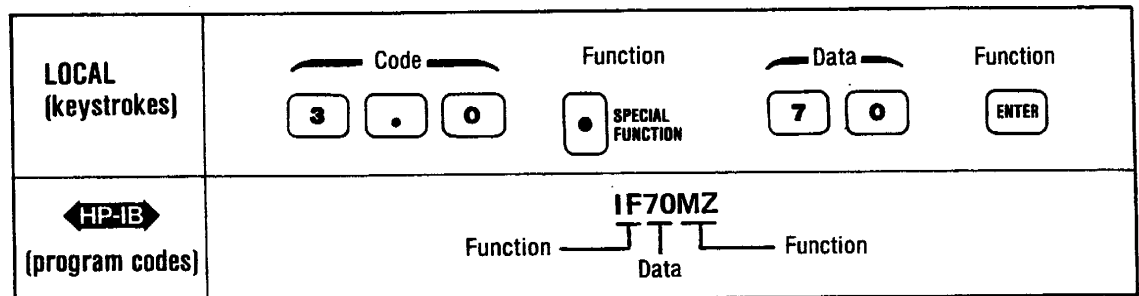 LOCAL
(keystrokes)
Code Function Data Function
3 . 0 SPECIAL FUNCTION 7 0 ENTER
HP-IB
(program codes)
IF70MZ
Function Data Function